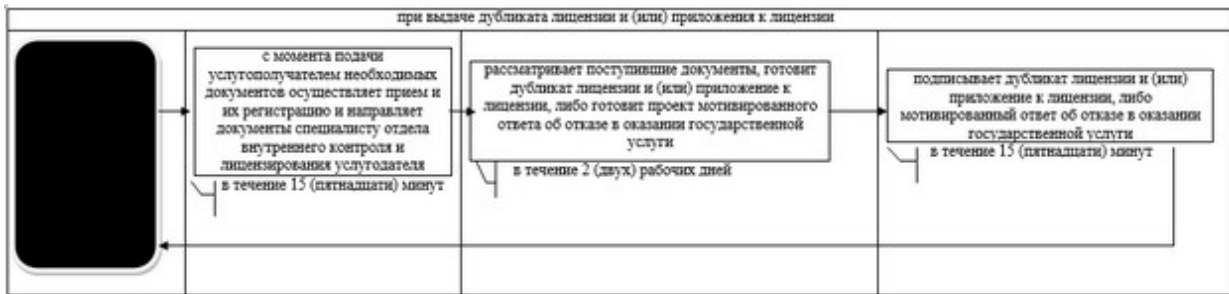 при выдаче дубликата лицензии и (или) приложения к лицензии
с момента подачи
услугополучателем необходимых
документов осуществляет прием и
их регистрацию и направляет
документы специалисту отдела
внутреннего контроля и
лицензирования услугодателя
в течение 15 (пятнадцати) минут
рассматривает поступившие документы, готовит
дубликат лицензии и (или) приложение к
лицензии, либо готовит проект мотивированного
ответа об отказе в оказании государственной
услуги
в течение 2 (двух) рабочих дней
подписывает дубликат лицензии и (или)
приложение к лицензии, либо
мотивированный ответ об отказе в оказании
государственной услуги
в течение 15 (пятнадцати) минут